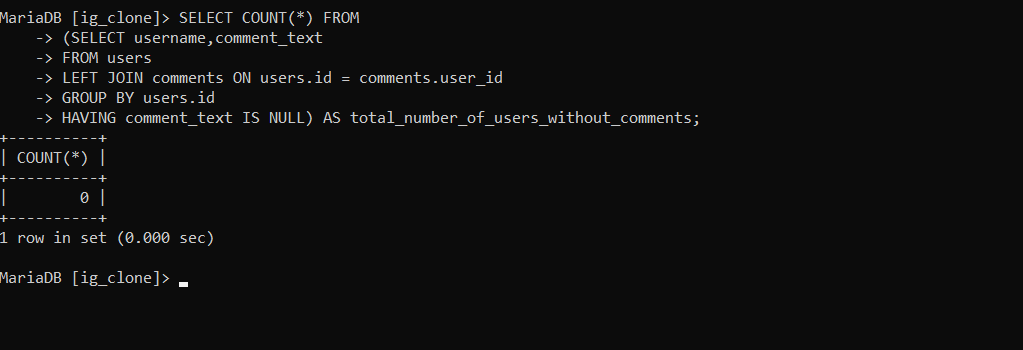 MariaDB [ig_clone]> SELECT COUNT(*) FROM
    -> (SELECT username,comment_text
    -> FROM users
    -> LEFT JOIN comments ON users.id = comments.user_id
    -> GROUP BY users.id
    -> HAVING comment_text IS NULL) AS total_number_of_users_without_comments;
+----------+
| COUNT(*) |
+----------+
|        0 |
+----------+
1 row in set (0.000 sec)
MariaDB [ig_clone]>